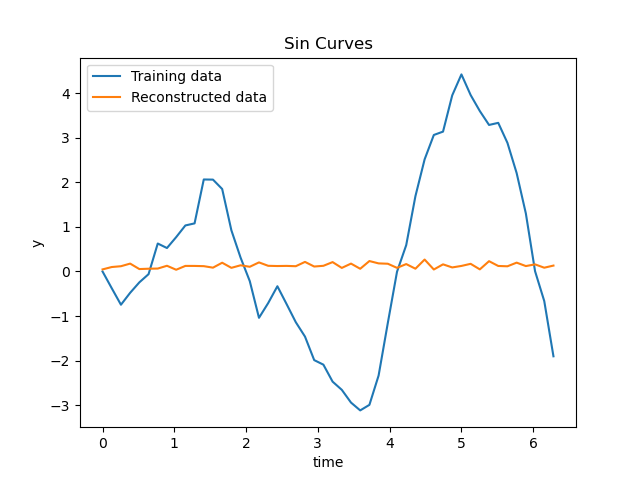 Sin Curves
Training data
Reconstructed data
y
4
3
2
1
0
−1
−2
−3
0 1 2 3 4 5 6
time